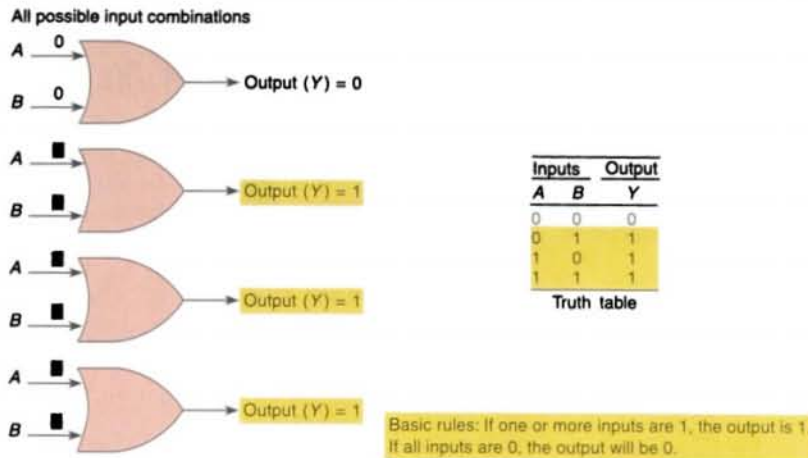 All possible input combinations
A 0
B 0
Output (Y) = 0
A
B
Output (Y) = 1
A
B
Output (Y) = 1
A
B
Output (Y) = 1
Inputs Output
A B Y
0 0 0
0 1 1
1 0 1
1 1 1
Truth table
Basic rules: If one or more inputs are 1, the output is 1
If all inputs are 0, the output will be 0.